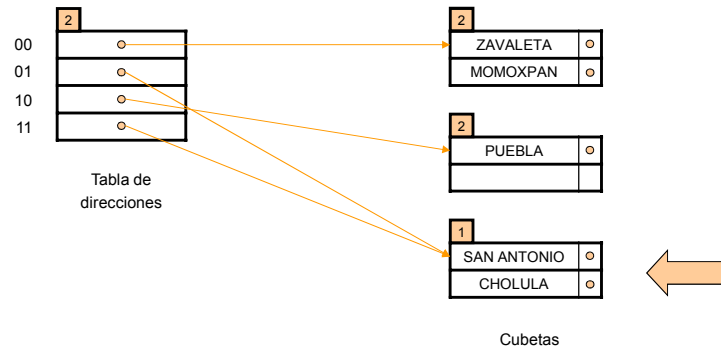 2
00
01
10
11
Tabla de
direcciones
2
ZAVALETA
MOMOXPAN
2
PUEBLA
1
SAN ANTONIO
CHOLULA
Cubetas